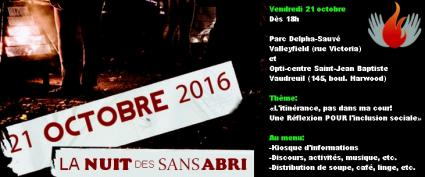 21 OCTOBRE 2016
LA NUIT DES SANS ABRI
Vendredi 21 octobre
Dès 18h
Parc Delpha-Sauvé
Valleyfield (rue Victoria)
et
Opti-centre Saint-Jean Baptiste
Vaudreuil (145, boul. Harwood)
Thème:
«L'itinérance, pas dans ma cour!
Une Réflexion POUR l'inclusion sociale»
Au menu:
-Kiosque d'informations
-Discours, activités, musique, etc.
-Distribution de soupe, café, linge, etc.